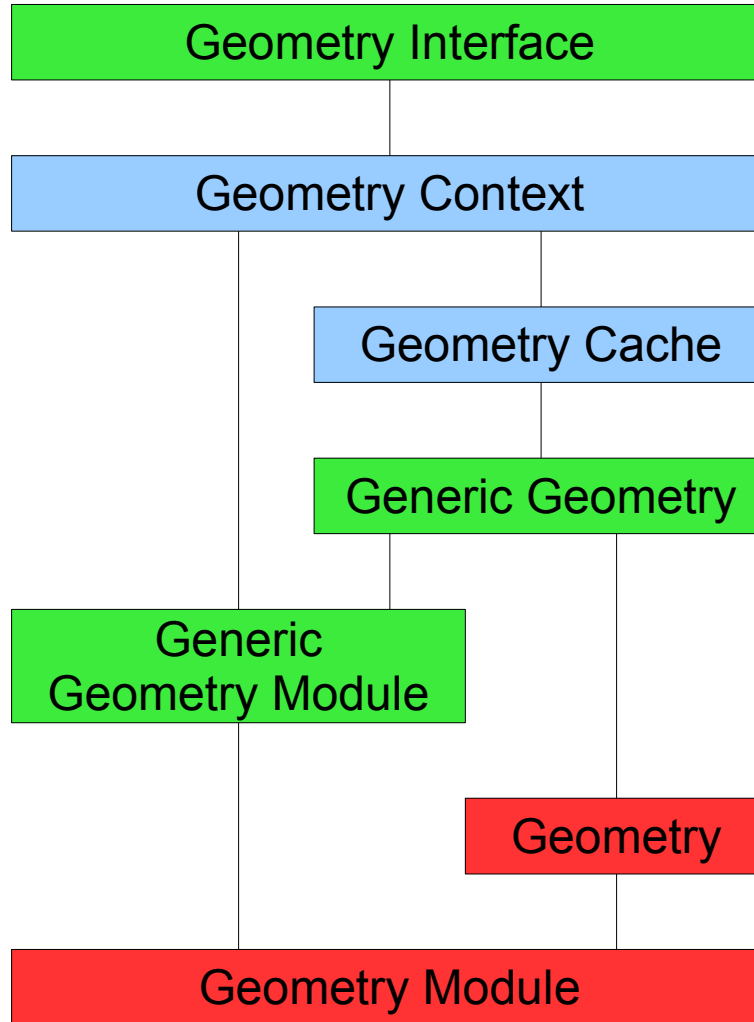 Geometry Interface
Geometry Context
Geometry Cache
Generic Geometry
Generic
Geometry Module
Geometry
Geometry Module